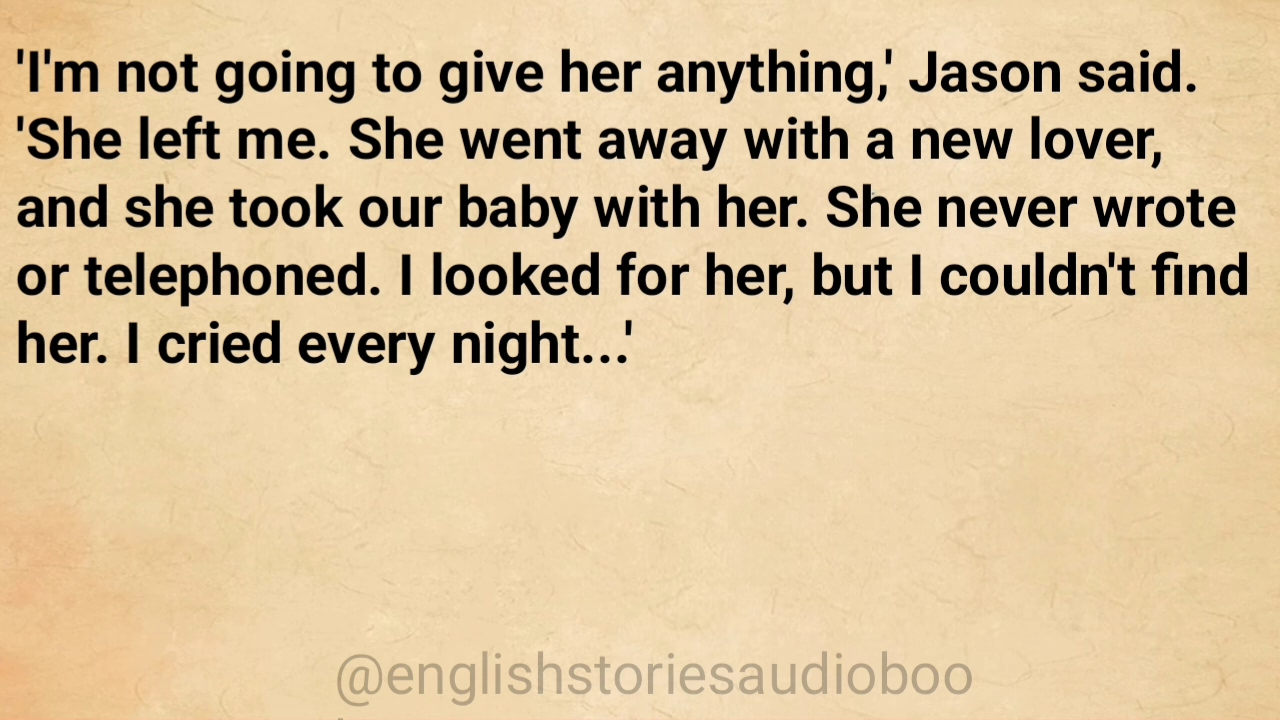 'I'm not going to give her anything,' Jason said.
'She left me. She went away with a new lover,
and she took our baby with her. She never wrote
or telephoned. I looked for her, but I couldn't find
her. I cried every night...'
@englishstoriesaudioboo